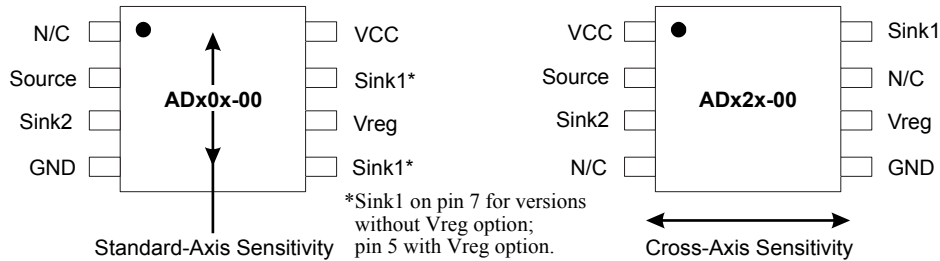 N/C
Source
Sink2
GND
ADx0x-00
VCC
Sink1*
Vreg
Sink1*
Standard-Axis Sensitivity
*Sink1 on pin 7 for versions
without Vreg option;
pin 5 with Vreg option.
VCC
Source
Sink2
N/C
ADx2x-00
Sink1
N/C
Vreg
GND
Cross-Axis Sensitivity